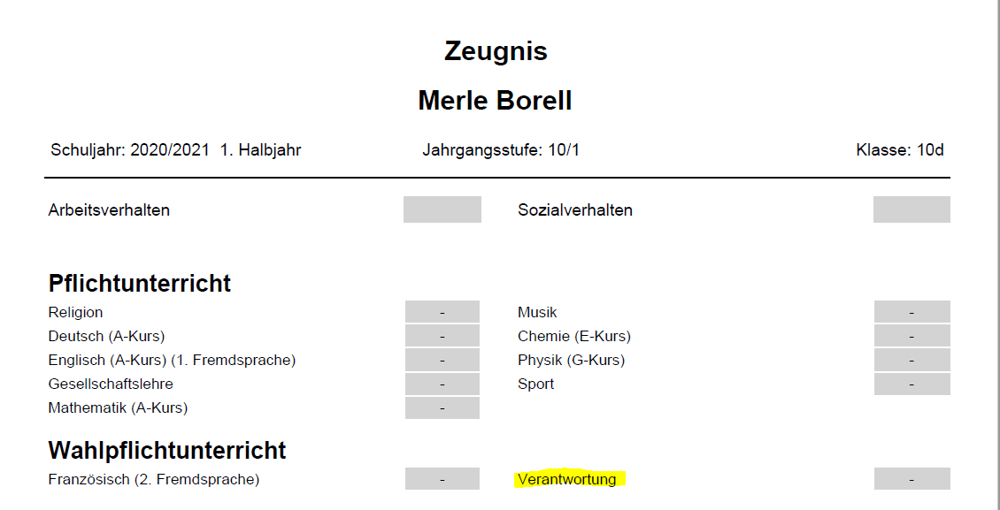 Zeugnis
Merle Borell
Schuljahr: 2020/2021 1. Halbjahr Jahrgangsstufe: 10/1 Klasse: 10d
Arbeitsverhalten Sozialverhalten
Pflichtunterricht
Religion - Musik -
Deutsch (A-Kurs) - Chemie (E-Kurs) -
Englisch (A-Kurs) (1. Fremdsprache) - Physik (G-Kurs) -
Gesellschaftslehre - Sport -
Mathematik (A-Kurs) -
Wahlpflichtunterricht
Französisch (2. Fremdsprache) - Verantwortung -